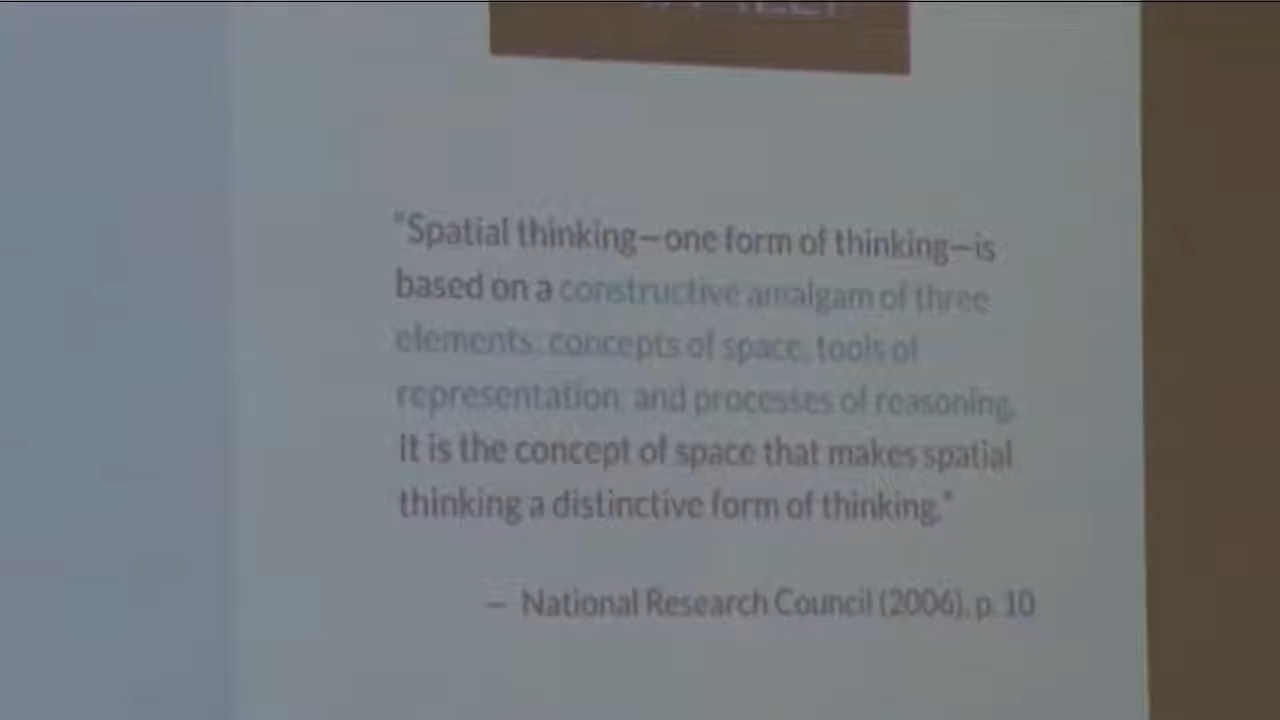 “Spatial thinking—one form of thinking—is
based on a constructive amalgam of three
elements: concepts of space, tools of
representation, and processes of reasoning.
It is the concept of space that makes spatial
thinking a distinctive form of thinking.”
— National Research Council (2006), p. 10